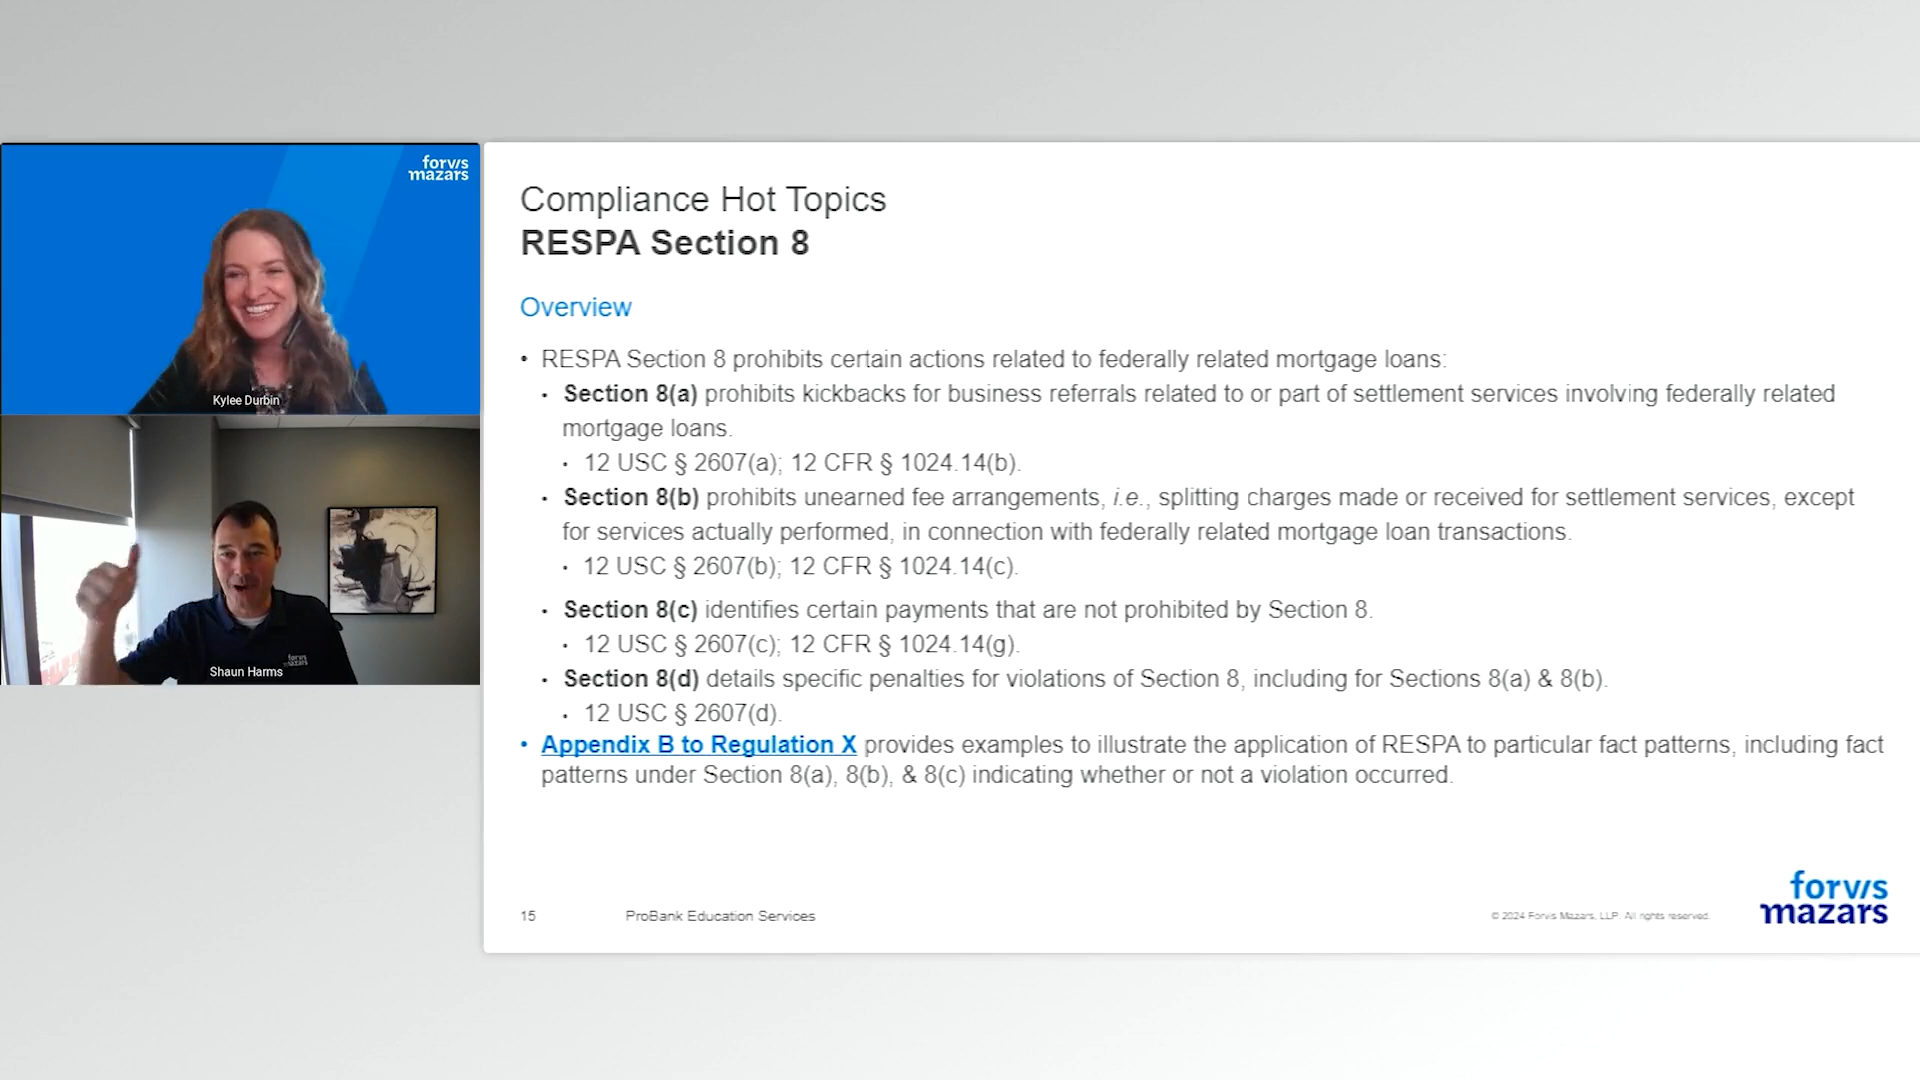 forvis
mazars
Kylee Durbin
forvis
mazars
Shaun Harms
Compliance Hot Topics
RESPA Section 8
Overview
• RESPA Section 8 prohibits certain actions related to federally related mortgage loans:
• Section 8(a) prohibits kickbacks for business referrals related to or part of settlement services involving federally related
mortgage loans.
• 12 USC § 2607(a); 12 CFR § 1024.14(b).
• Section 8(b) prohibits unearned fee arrangements, i.e., splitting charges made or received for settlement services, except
for services actually performed, in connection with federally related mortgage loan transactions.
• 12 USC § 2607(b); 12 CFR § 1024.14(c).
• Section 8(c) identifies certain payments that are not prohibited by Section 8.
• 12 USC § 2607(c); 12 CFR § 1024.14(g).
• Section 8(d) details specific penalties for violations of Section 8, including for Sections 8(a) & 8(b).
• 12 USC § 2607(d).
• Appendix B to Regulation X provides examples to illustrate the application of RESPA to particular fact patterns, including fact
patterns under Section 8(a), 8(b), & 8(c) indicating whether or not a violation occurred.
15 ProBank Education Services © 2024 Forvis Mazars, LLP. All rights reserved.
forvis
mazars